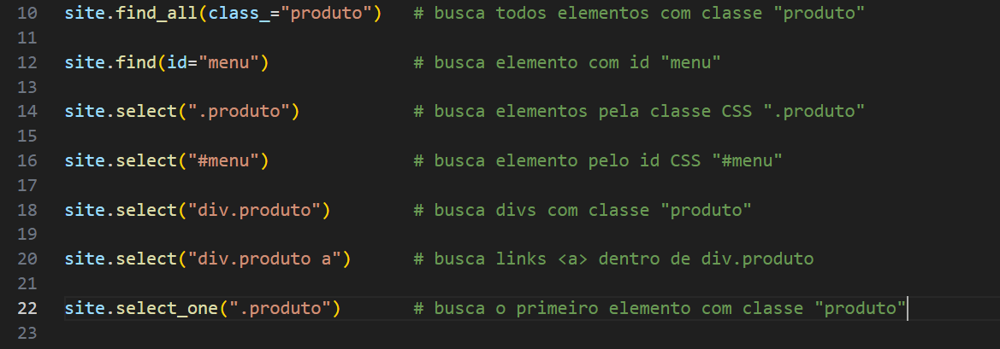 10 site.find_all(class_="produto") # busca todos elementos com classe "produto"
11
12 site.find(id="menu") # busca elemento com id "menu"
13
14 site.select(".produto") # busca elementos pela classe CSS ".produto"
15
16 site.select("#menu") # busca elemento pelo id CSS "#menu"
17
18 site.select("div.produto") # busca divs com classe "produto"
19
20 site.select("div.produto a") # busca links <a> dentro de div.produto
21
22 site.select_one(".produto") # busca o primeiro elemento com classe "produto"
23